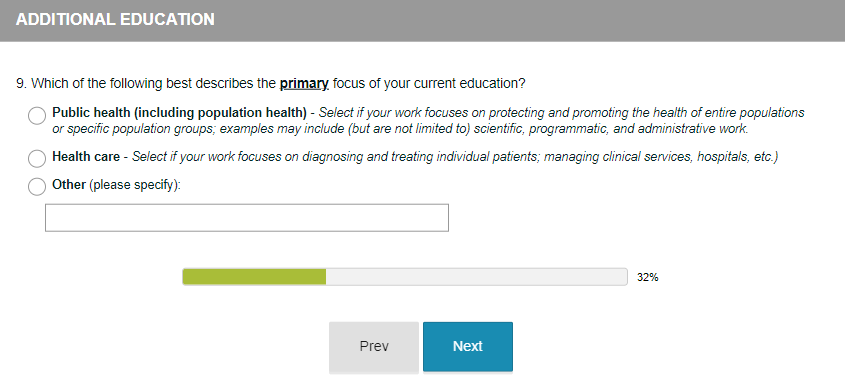 ADDITIONAL EDUCATION
9. Which of the following best describes the primary focus of your current education?
Public health (including population health) - Select if your work focuses on protecting and promoting the health of entire populations
or specific population groups; examples may include (but are not limited to) scientific, programmatic, and administrative work.
Health care - Select if your work focuses on diagnosing and treating individual patients; managing clinical services, hospitals, etc.)
Other (please specify):
32%
Prev
Next